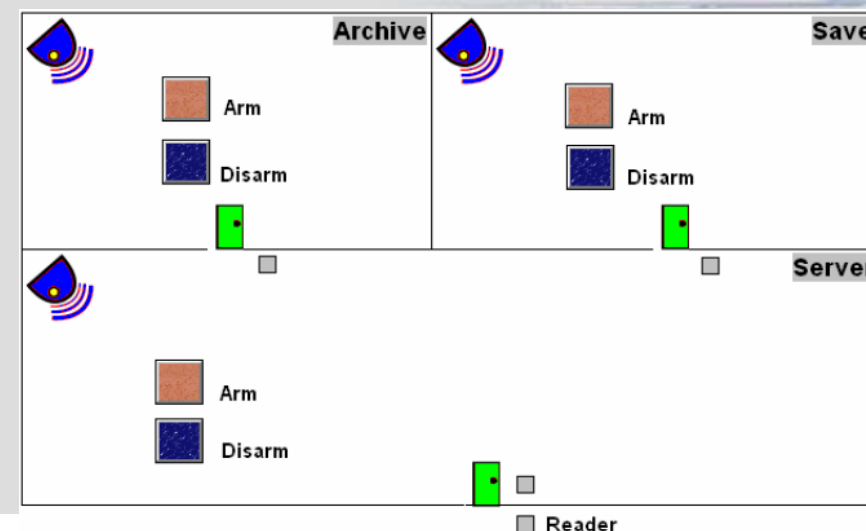 Archive
Save
Arm
Arm
Disarm
Disarm
Server
Arm
Disarm
Reader